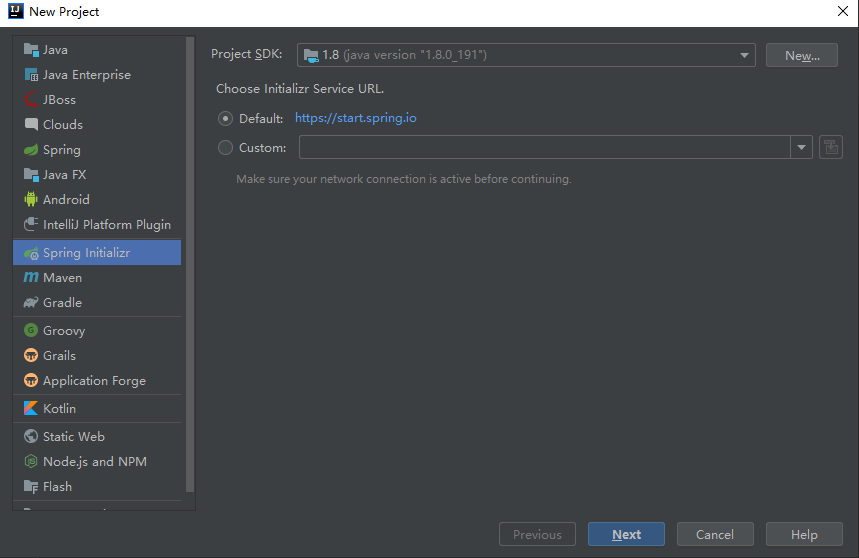 New Project
Java
Java Enterprise
JBoss
Clouds
Spring
Java FX
Android
IntelliJ Platform Plugin
Spring Initializr
Maven
Gradle
Groovy
Grails
Application Forge
Kotlin
Static Web
Node.js and NPM
Flash
Project SDK: 1.8 (java version "1.8.0_191") New...
Choose Initializr Service URL.
Default: https://start.spring.io
Custom:
Make sure your network connection is active before continuing.
Previous Next Cancel Help